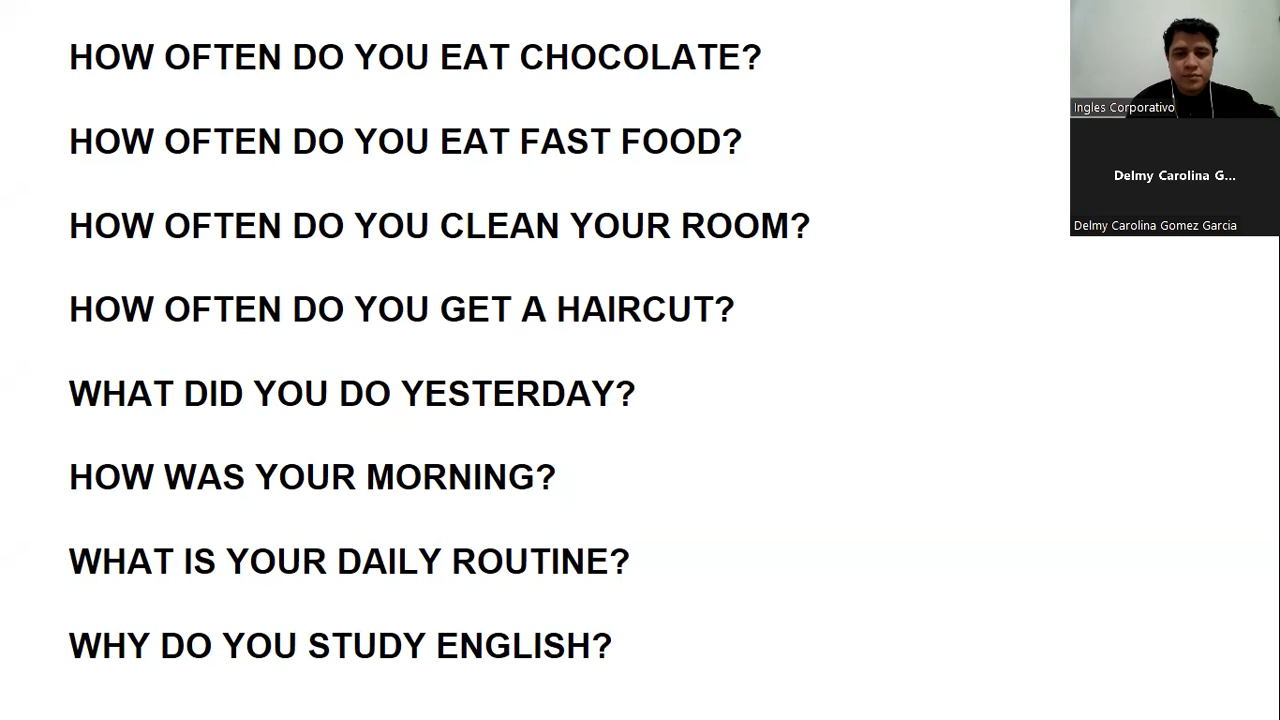 HOW OFTEN DO YOU EAT CHOCOLATE?
HOW OFTEN DO YOU EAT FAST FOOD?
HOW OFTEN DO YOU CLEAN YOUR ROOM?
HOW OFTEN DO YOU GET A HAIRCUT?
WHAT DID YOU DO YESTERDAY?
HOW WAS YOUR MORNING?
WHAT IS YOUR DAILY ROUTINE?
WHY DO YOU STUDY ENGLISH?
Ingles Corporativo
Delmy Carolina G...
Delmy Carolina Gomez Garcia